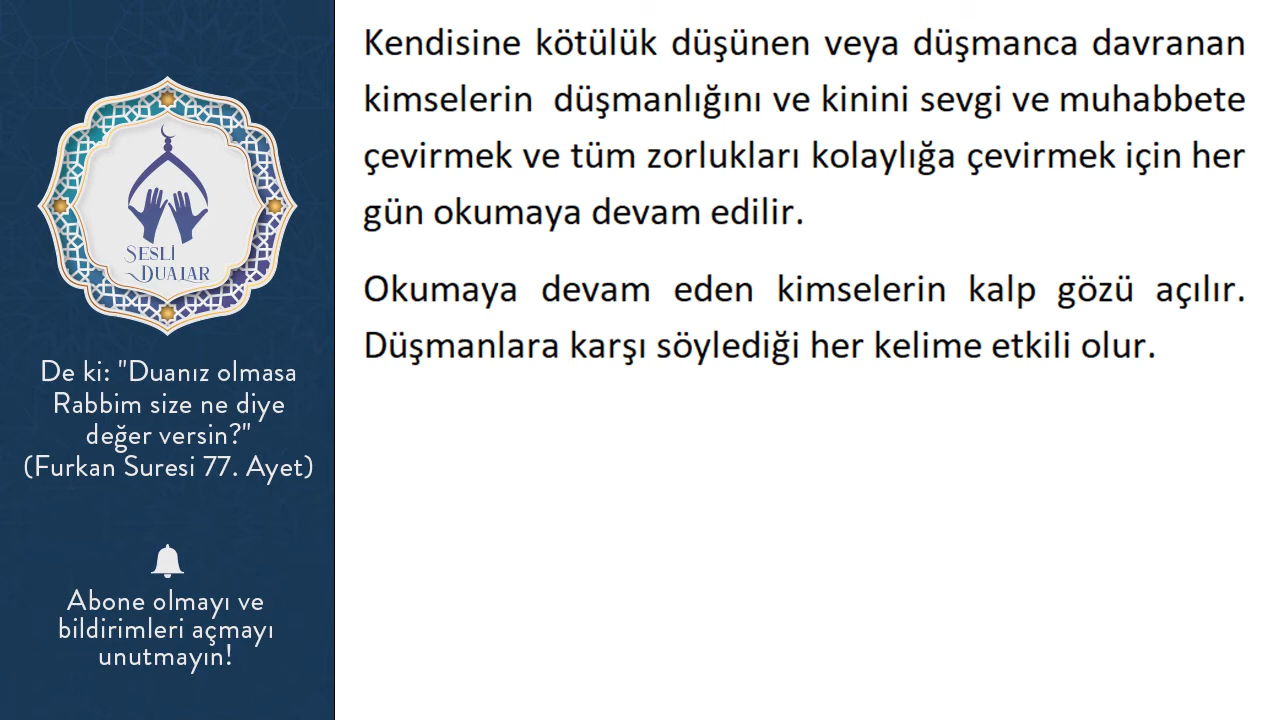 SESLİ
DUALAR
De ki: "Duanız olmasa
Rabbim size ne diye
değer versin?"
(Furkan Suresi 77. Ayet)
Abone olmayı ve
bildirimleri açmayı
unutmayın!
Kendisine kötülük düşünen veya düşmanca davranan
kimselerin düşmanlığını ve kinini sevgi ve muhabbete
çevirmek ve tüm zorlukları kolaylığa çevirmek için her
gün okumaya devam edilir.
Okumaya devam eden kimselerin kalp gözü açılır.
Düşmanlara karşı söylediği her kelime etkili olur.